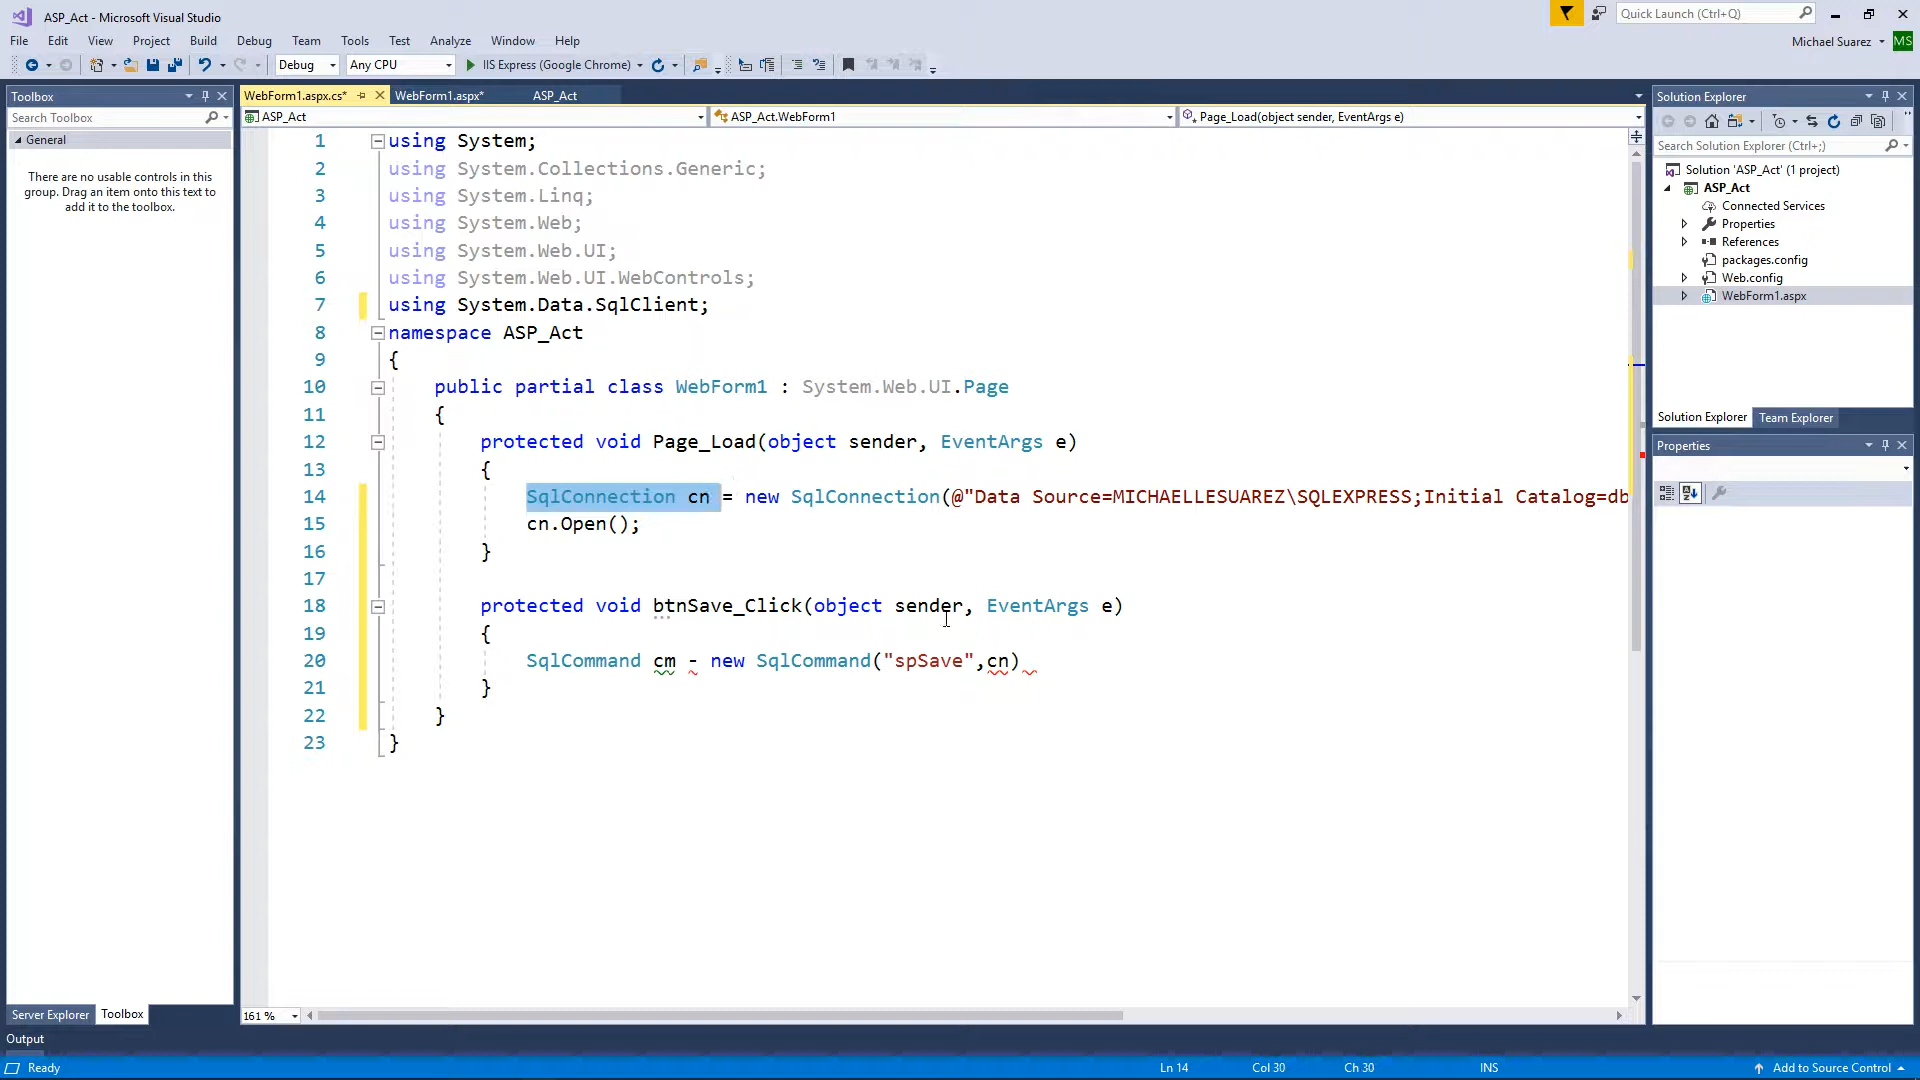 ASP_Act - Microsoft Visual Studio
Quick Launch (Ctrl+Q)
File Edit View Project Build Debug Team Tools Test Analyze Window Help
Michael Suarez MS
Debug Any CPU IIS Express (Google Chrome)
Toolbox
WebForm1.aspx.cs* WebForm1.aspx* ASP_Act
Solution Explorer
Search Toolbox
ASP_Act ASP_Act.WebForm1 Page_Load(object sender, EventArgs e)
General
There are no usable controls in this
group. Drag an item onto this text to
add it to the toolbox.
1 using System;
2 using System.Collections.Generic;
3 using System.Linq;
4 using System.Web;
5 using System.Web.UI;
6 using System.Web.UI.WebControls;
7 using System.Data.SqlClient;
8 namespace ASP_Act
9 {
10 public partial class WebForm1 : System.Web.UI.Page
11 {
12 protected void Page_Load(object sender, EventArgs e)
13 {
14 SqlConnection cn = new SqlConnection(@"Data Source=MICHAELLESUAREZ\SQLEXPRESS;Initial Catalog=db
15 cn.Open();
16 }
17
18 protected void btnSave_Click(object sender, EventArgs e)
19 {
20 SqlCommand cm - new SqlCommand("spSave",cn)
21 }
22 }
23 }
Search Solution Explorer (Ctrl+;)
Solution 'ASP_Act' (1 project)
ASP_Act
Connected Services
Properties
References
packages.config
Web.config
WebForm1.aspx
Solution Explorer Team Explorer
Properties
Server Explorer Toolbox
161 %
Output
Ready
Ln 14 Col 30 Ch 30 INS
Add to Source Control